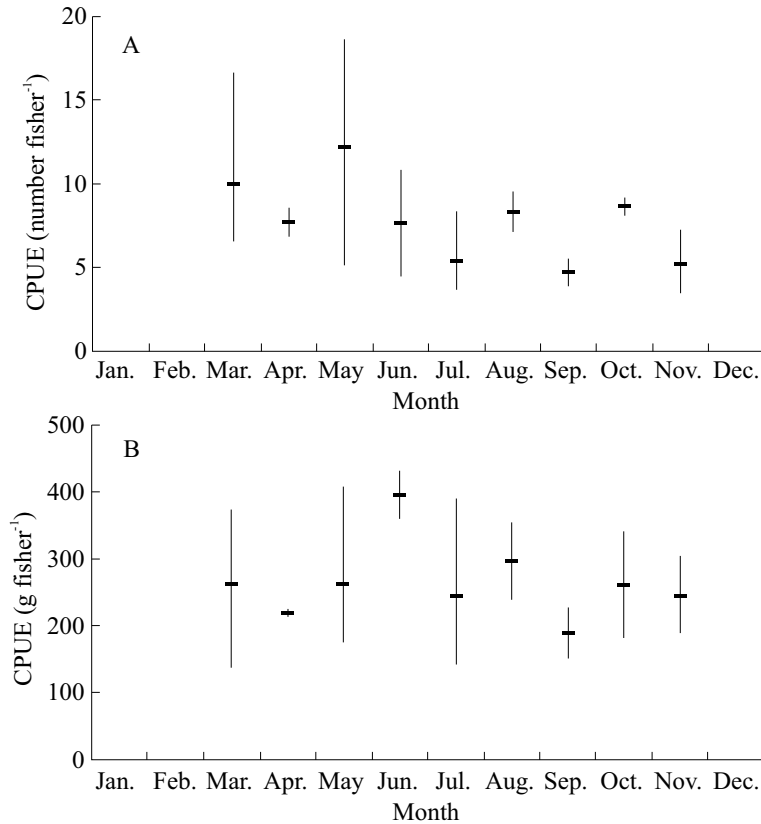 20
A
15
10
5
0
CPUE (number fisher⁻¹)
Jan. Feb. Mar. Apr. May Jun. Jul. Aug. Sep. Oct. Nov. Dec.
Month
500
B
400
300
200
100
0
CPUE (g fisher⁻¹)
Jan. Feb. Mar. Apr. May Jun. Jul. Aug. Sep. Oct. Nov. Dec.
Month